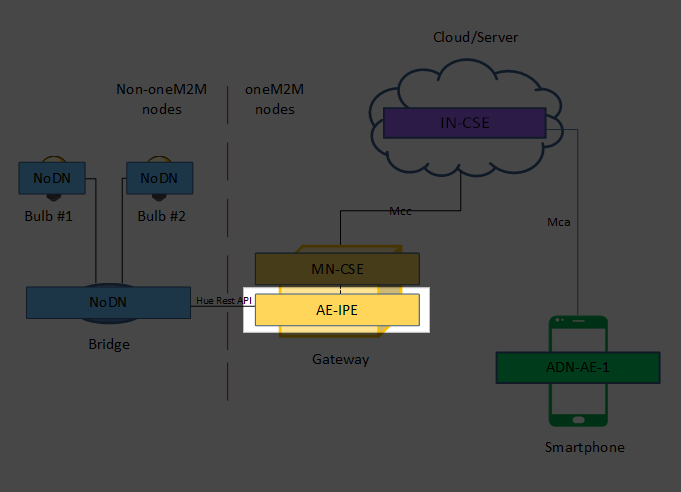 Cloud/Server
Non-oneM2M
nodes
oneM2M
nodes
IN-CSE
NoDN
NoDN
Bulb #1
Bulb #2
Mcc
Mca
MN-CSE
NoDN
Hue Rest API
AE-IPE
Bridge
Gateway
ADN-AE-1
Smartphone